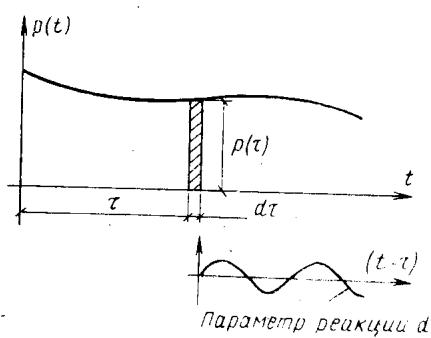 p(t)
p(τ)
t
τ
dτ
(t-τ)
Параметр реакции d